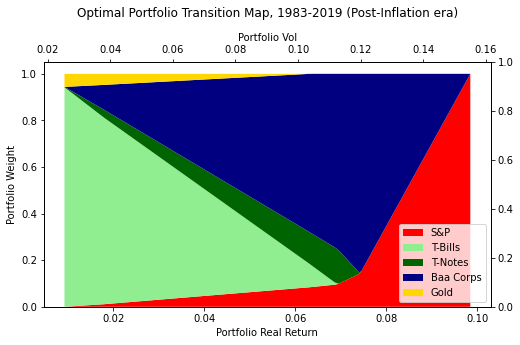 Optimal Portfolio Transition Map, 1983-2019 (Post-Inflation era)
Portfolio Vol
0.02 0.04 0.06 0.08 0.10 0.12 0.14 0.16
1.0 1.0
0.8 0.8
0.6 0.6
0.4 0.4
0.2 0.2
0.0 0.0
Portfolio Weight
S&P
T-Bills
T-Notes
Baa Corps
Gold
0.02 0.04 0.06 0.08 0.10
Portfolio Real Return